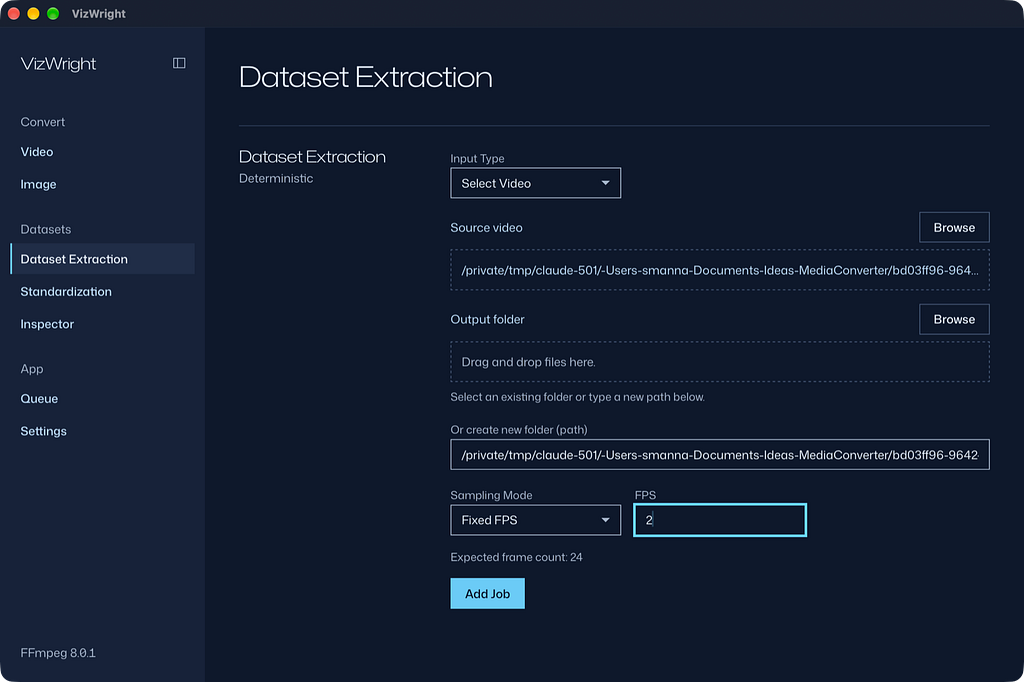 VizWright
VizWright
Convert
Video
Image
Datasets
Dataset Extraction
Standardization
Inspector
App
Queue
Settings
FFmpeg 8.0.1
Dataset Extraction
Dataset Extraction
Deterministic
Input Type
Select Video
Source video
Browse
/private/tmp/claude-501/-Users-smanna-Documents-Ideas-MediaConverter/bd03ff96-964...
Output folder
Browse
Drag and drop files here.
Select an existing folder or type a new path below.
Or create new folder (path)
/private/tmp/claude-501/-Users-smanna-Documents-Ideas-MediaConverter/bd03ff96-9642
Sampling Mode
FPS
Fixed FPS
2
Expected frame count: 24
Add Job